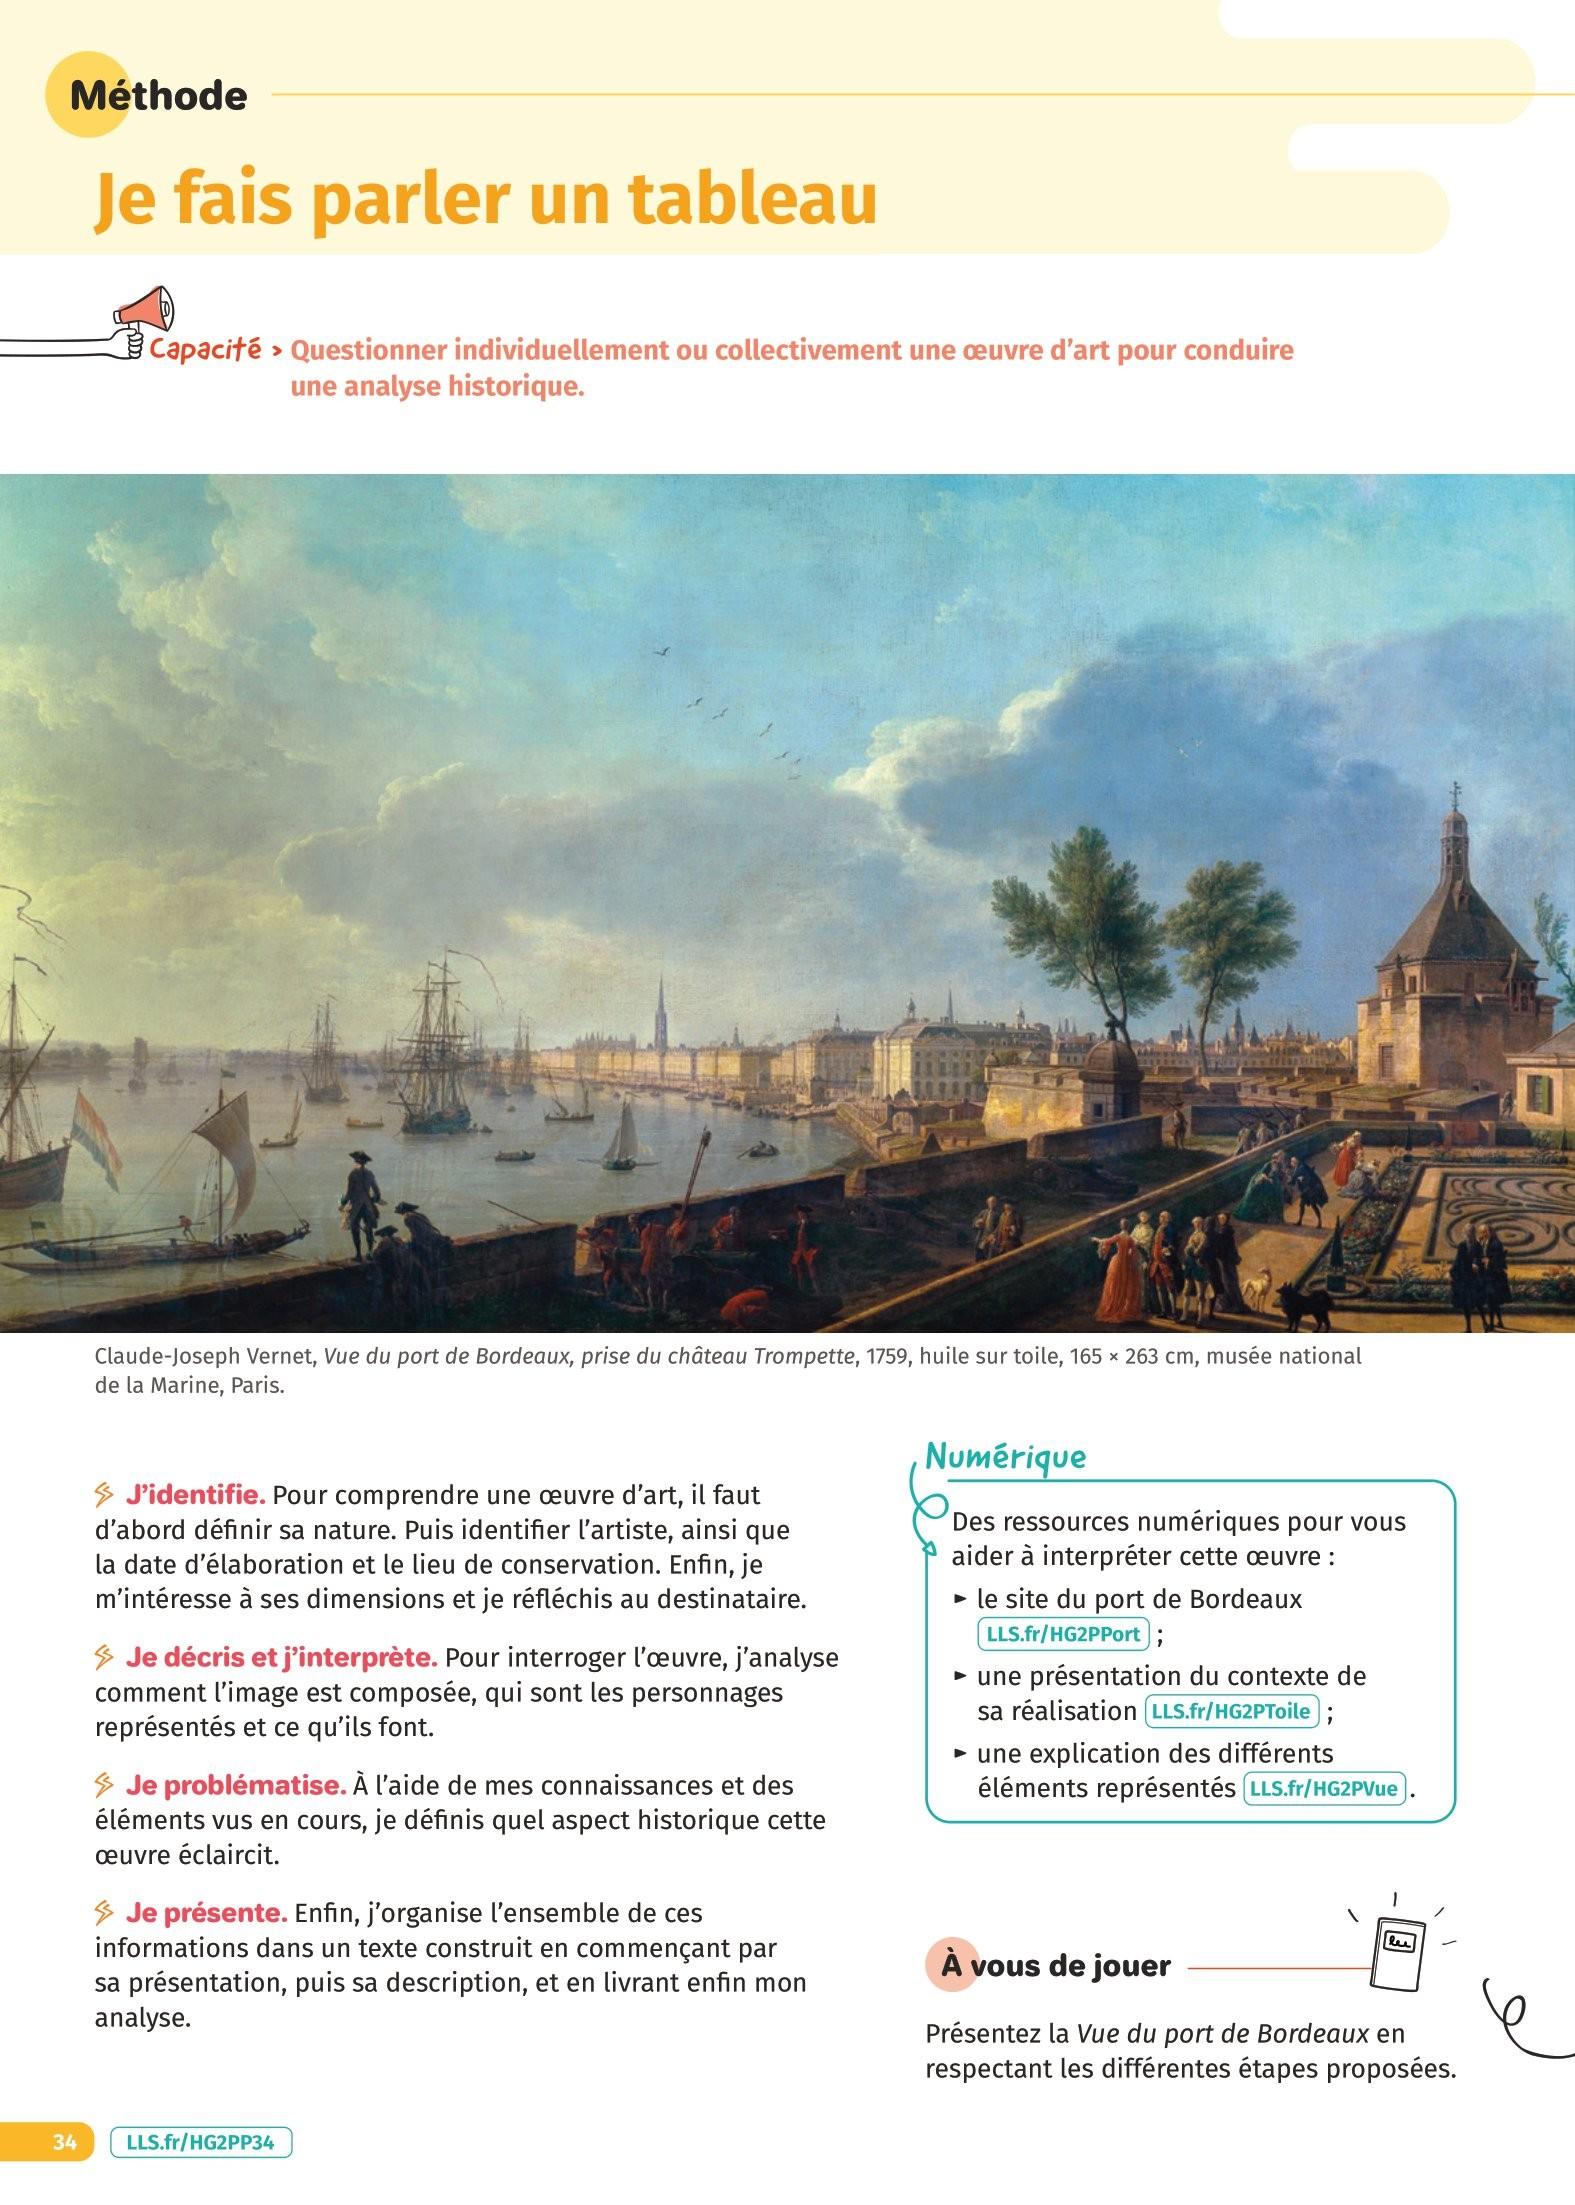 Méthode
Je fais parler un tableau
Capacité > Questionner individuellement ou collectivement une œuvre d’art pour conduire
une analyse historique.
Claude-Joseph Vernet, Vue du port de Bordeaux, prise du château Trompette, 1759, huile sur toile, 165 × 263 cm, musée national
de la Marine, Paris.
J’identifie. Pour comprendre une œuvre d’art, il faut
d’abord définir sa nature. Puis identifier l’artiste, ainsi que
la date d’élaboration et le lieu de conservation. Enfin, je
m’intéresse à ses dimensions et je réfléchis au destinataire.
Je décris et j’interprète. Pour interroger l’œuvre, j’analyse
comment l’image est composée, qui sont les personnages
représentés et ce qu’ils font.
Je problématise. À l’aide de mes connaissances et des
éléments vus en cours, je définis quel aspect historique cette
œuvre éclaircit.
Je présente. Enfin, j’organise l’ensemble de ces
informations dans un texte construit en commençant par
sa présentation, puis sa description, et en livrant enfin mon
analyse.
Numérique
Des ressources numériques pour vous
aider à interpréter cette œuvre :
► le site du port de Bordeaux
LLS.fr/HG2PPort ;
► une présentation du contexte de
sa réalisation LLS.fr/HG2PToile ;
► une explication des différents
éléments représentés LLS.fr/HG2PVue .
À vous de jouer
Présentez la Vue du port de Bordeaux en
respectant les différentes étapes proposées.
34 LLS.fr/HG2PP34